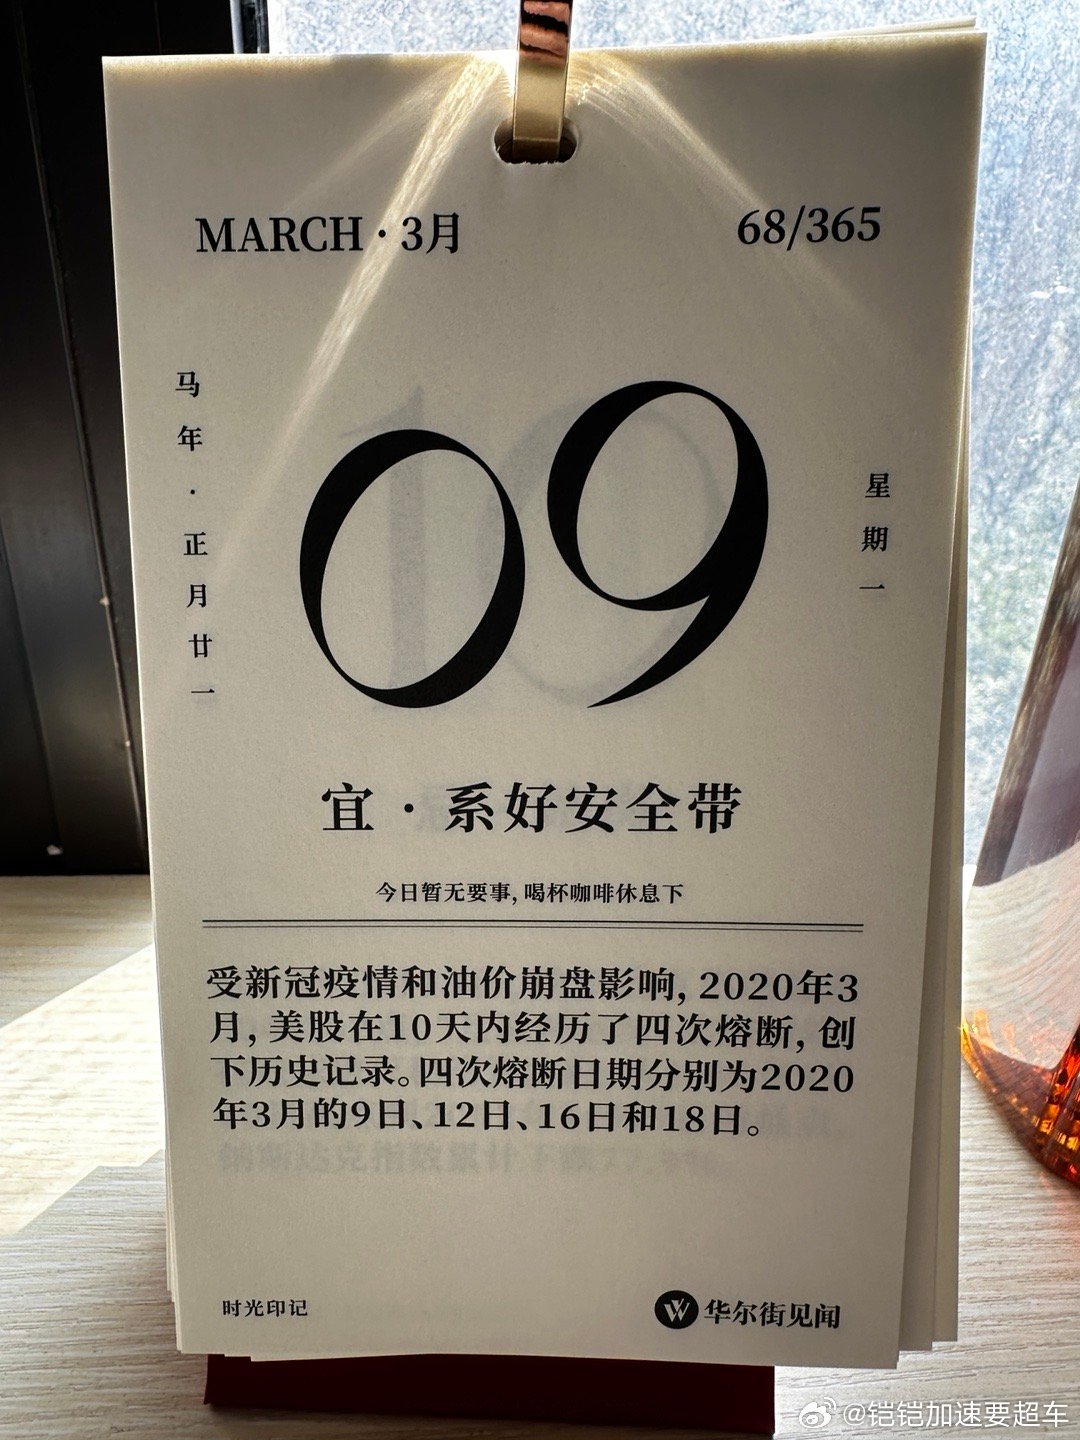 MARCH · 3月
68/365
马年·正月廿一
09
星期一
宜·系好安全带
今日暂无要事, 喝杯咖啡休息下
受新冠疫情和油价崩盘影响, 2020年3
月, 美股在10天内经历了四次熔断, 创
下历史记录。四次熔断日期分别为2020
年3月的9日、12日、16日和18日。
时光印记
华尔街见闻
@铠铠加速要超车